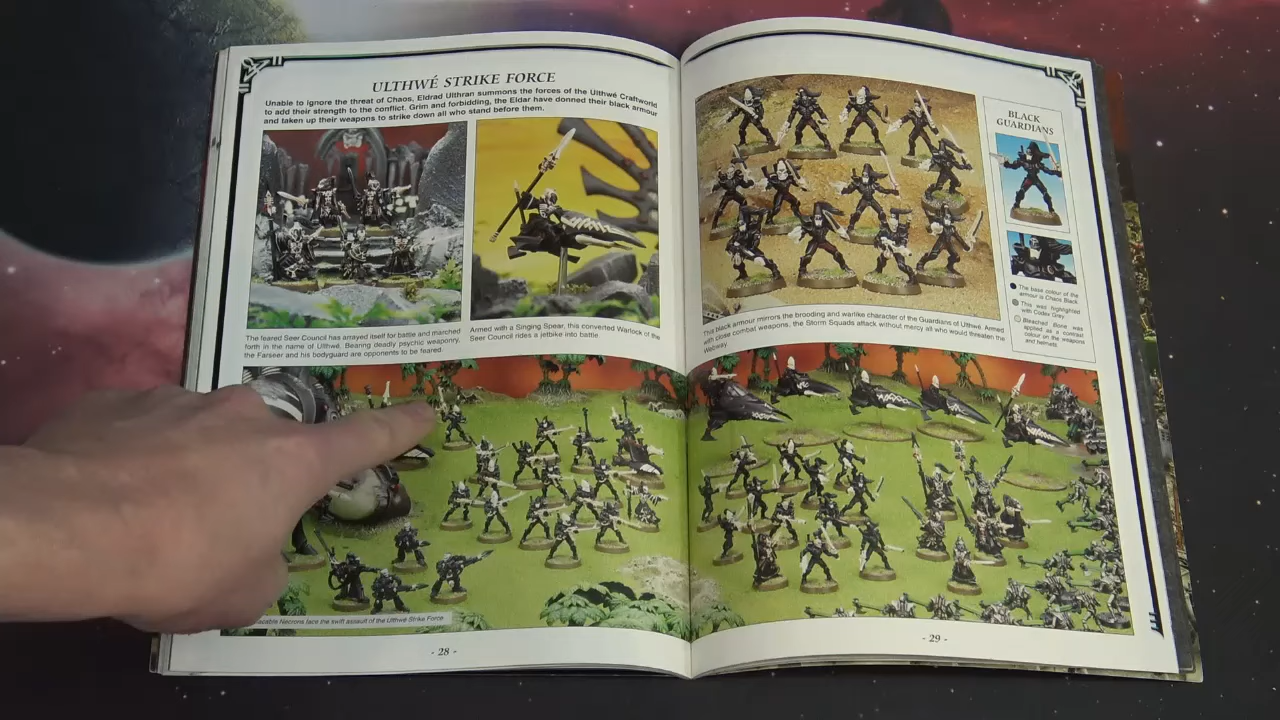 ULTHWÉ STRIKE FORCE
Unable to ignore the threat of Chaos, Eldrad Ulthran summons the forces of the Ulthwé Craftworld
to add their strength to the conflict. Grim and forbidding, the Eldar have donned their black armour
and taken up their weapons to strike down all who stand before them.
The feared Seer Council has arrayed itself for battle and marched
forth in the name of Ulthwé. Bearing deadly psychic weaponry,
the Farseer and his bodyguard are opponents to be feared.
Armed with a Singing Spear, this converted Warlock of the
Seer Council rides a jetbike into battle.
acable Necrons face the swift assault of the Ulthwé Strike Force
- 28 -
This black armour mirrors the brooding and warlike character of the Guardians of Ulthwé. Armed
with close combat weapons, the Storm Squads attack without mercy all who would threaten the
Webway.
BLACK
GUARDIANS
The base colour of the
armour is Chaos Black.
This was highlighted
with Codex Grey.
Bleached Bone was
applied as a contrast
colour on the weapons
and helmets.
- 29 -